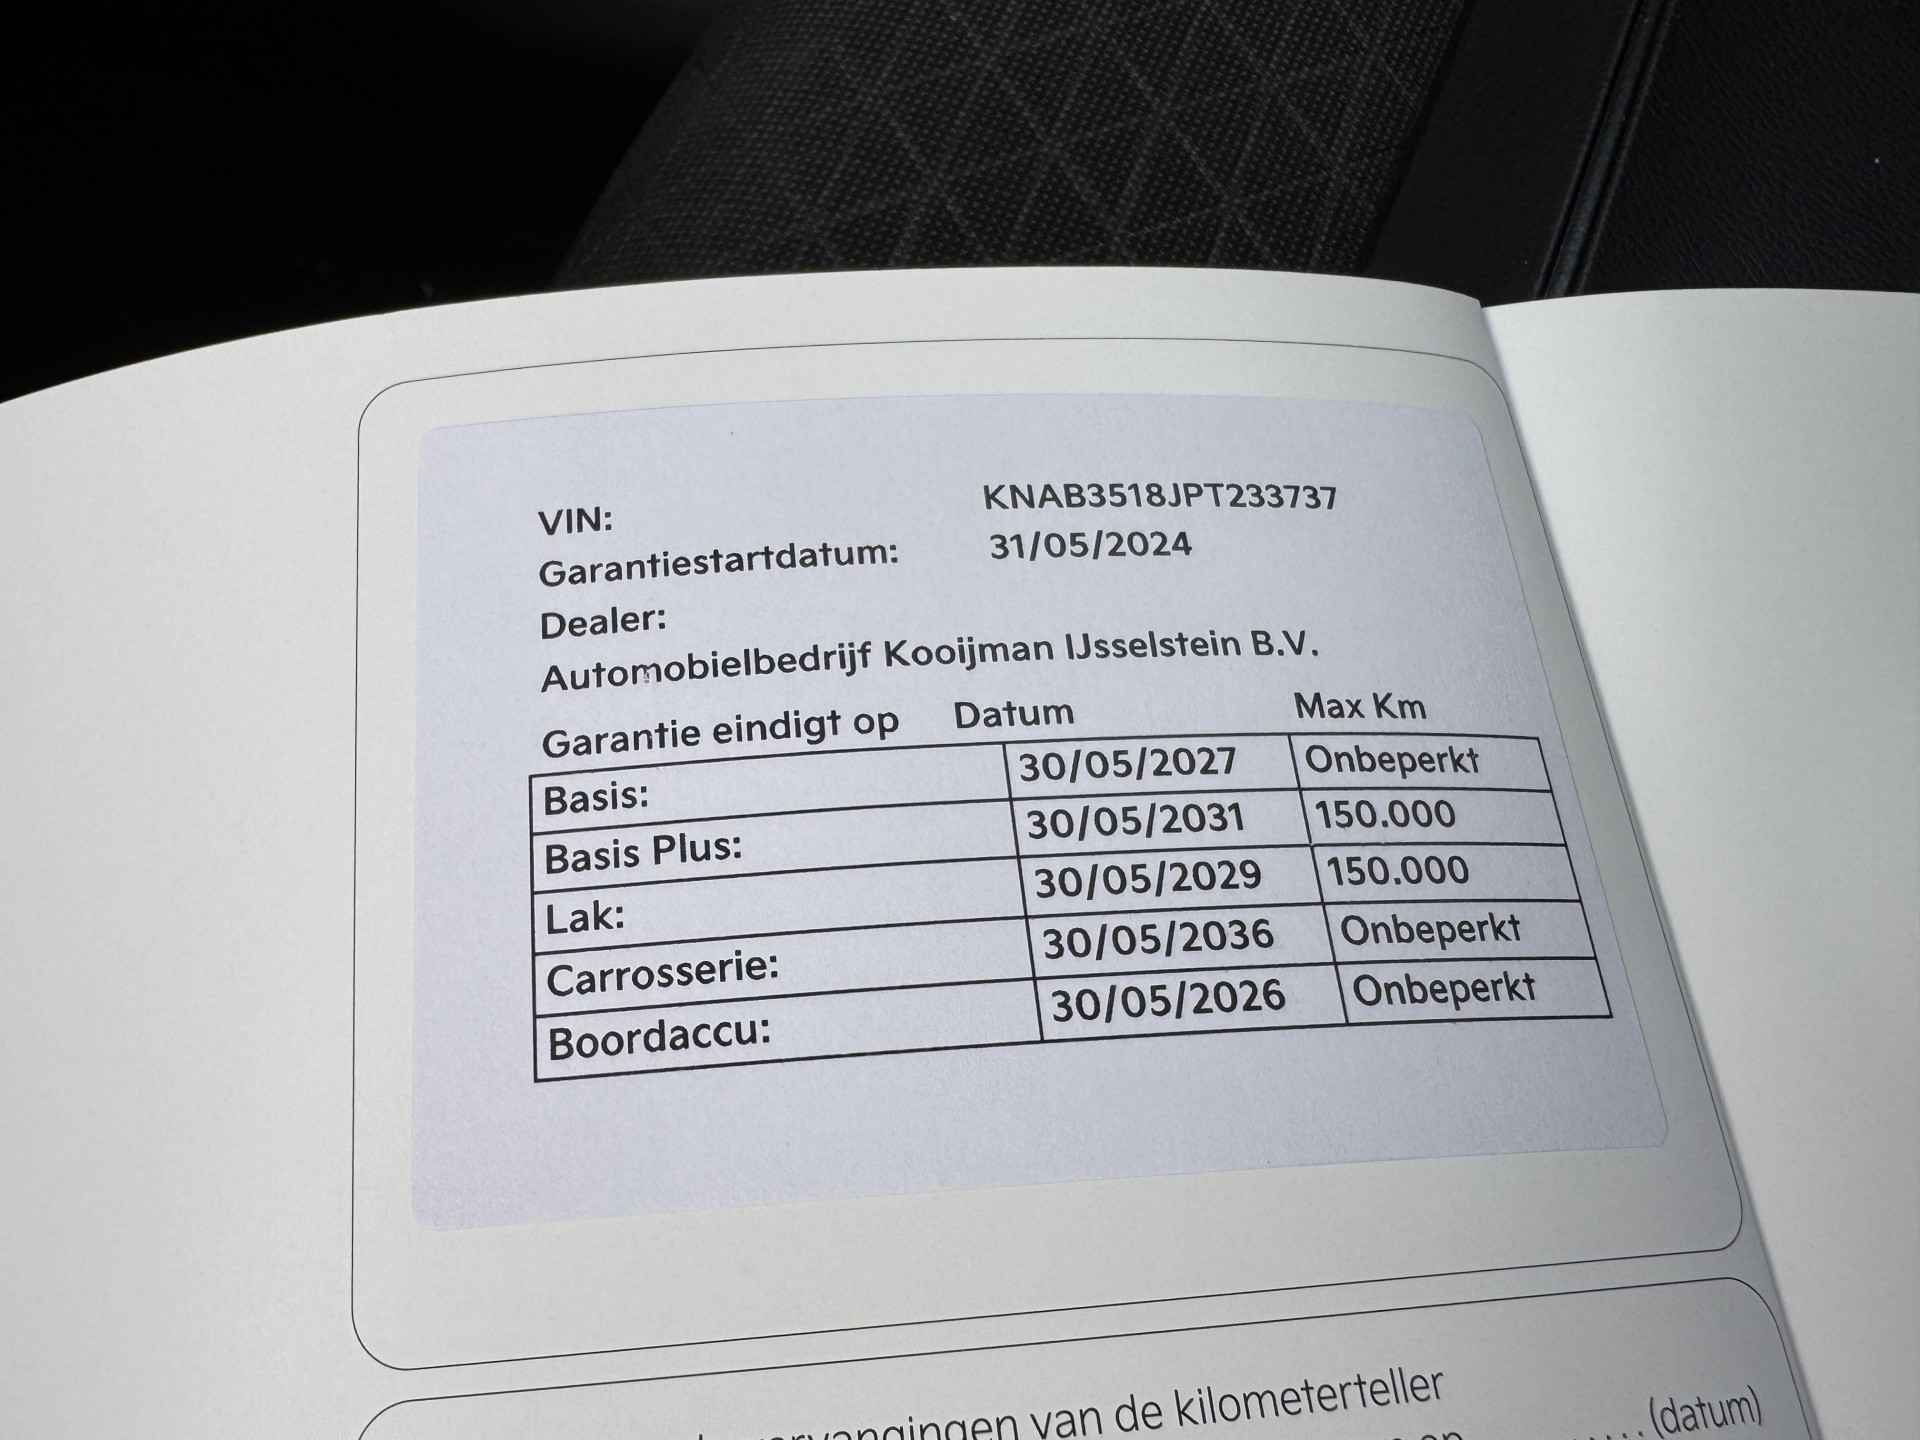 VIN: KNAB3518JPT233737
Garantiestartdatum: 31/05/2024
Dealer:
Automobielbedrijf Kooijman IJsselstein B.V.
Garantie eindigt op Datum Max Km
Basis: 30/05/2027 Onbeperkt
Basis Plus: 30/05/2031 150.000
Lak: 30/05/2029 150.000
Carrosserie: 30/05/2036 Onbeperkt
Boordaccu: 30/05/2026 Onbeperkt
van de kilometerteller
(datum)